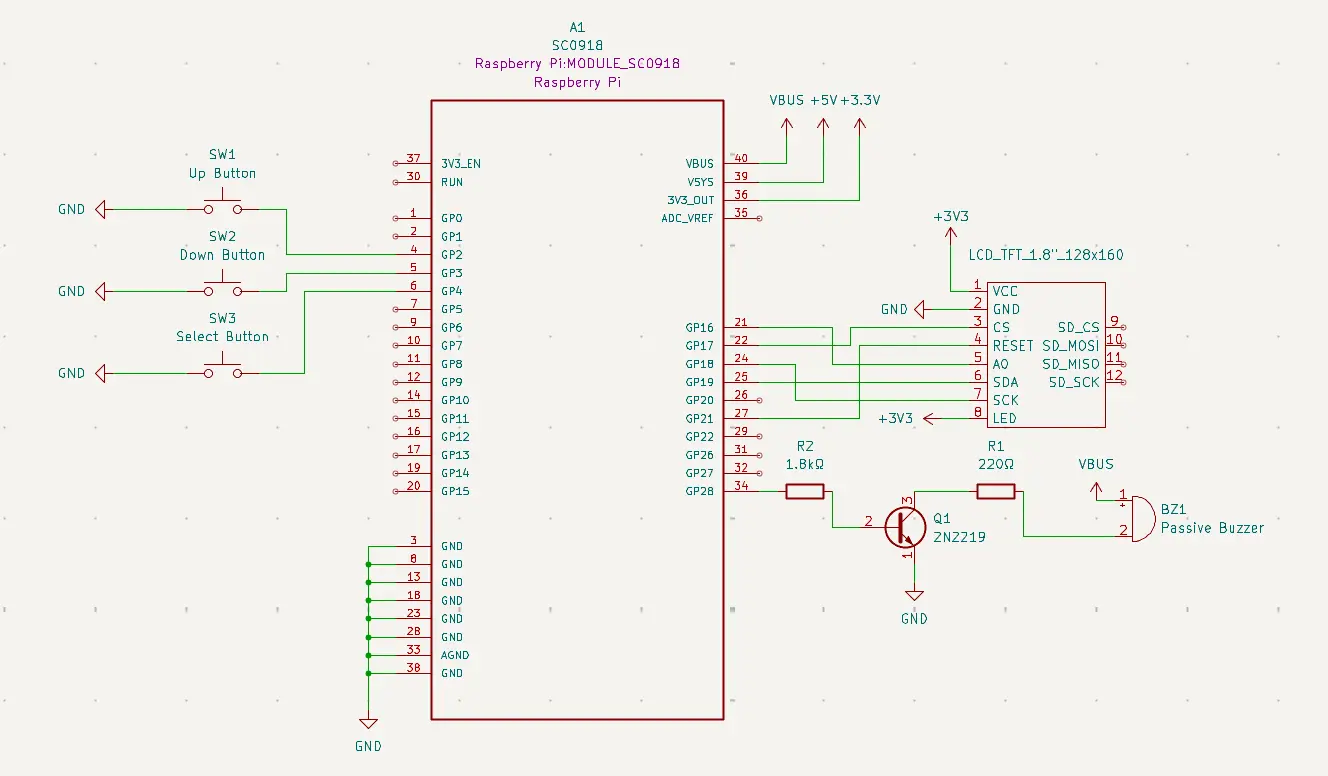 A1
SC0918
Raspberry Pi:MODULE_SC0918
Raspberry Pi
VBUS +5V +3.3V
37 3V3_EN
30 RUN
1 GP0
2 GP1
4 GP2
5 GP3
6 GP4
7 GP5
9 GP6
10 GP7
11 GP8
12 GP9
14 GP10
15 GP11
16 GP12
17 GP13
19 GP14
20 GP15
3 GND
8 GND
13 GND
18 GND
23 GND
28 GND
33 AGND
38 GND
GND
VBUS 40
VSYS 39
3V3_OUT 36
ADC_VREF 35
GP16 21
GP17 22
GP18 24
GP19 25
GP20 26
GP21 27
GP22 29
GP26 31
GP27 32
GP28 34
SW1
Up Button
GND
SW2
Down Button
GND
SW3
Select Button
GND
+3V3
LCD_TFT_1.8''_128x160
1 VCC
GND 2 GND
3 CS
4 RESET
5 AO
6 SDA
7 SCK
+3V3 8 LED
SD_CS 9
SD_MOSI 10
SD_MISO 11
SD_SCK 12
R2
1.8kΩ
R1
220Ω
VBUS
1
+
2
BZ1
Passive Buzzer
3
2
1
Q1
2N2219
GND